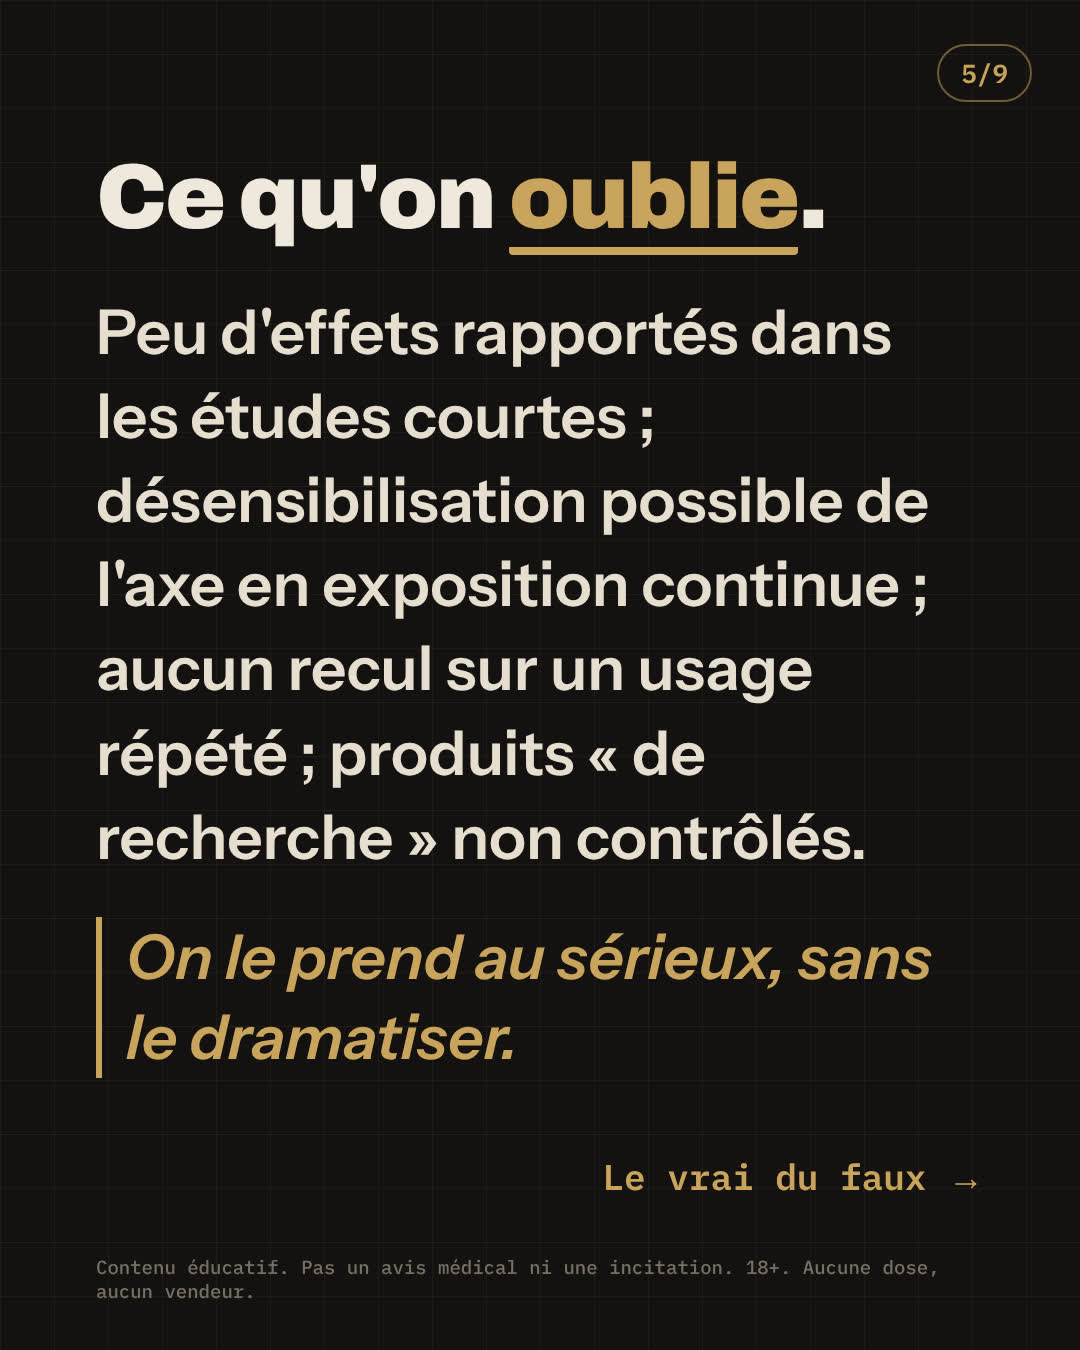 5/9
Ce qu'on oublie.
Peu d'effets rapportés dans
les études courtes ;
désensibilisation possible de
l'axe en exposition continue ;
aucun recul sur un usage
répété ; produits « de
recherche » non contrôlés.
On le prend au sérieux, sans
le dramatiser.
Le vrai du faux →
Contenu éducatif. Pas un avis médical ni une incitation. 18+. Aucune dose,
aucun vendeur.